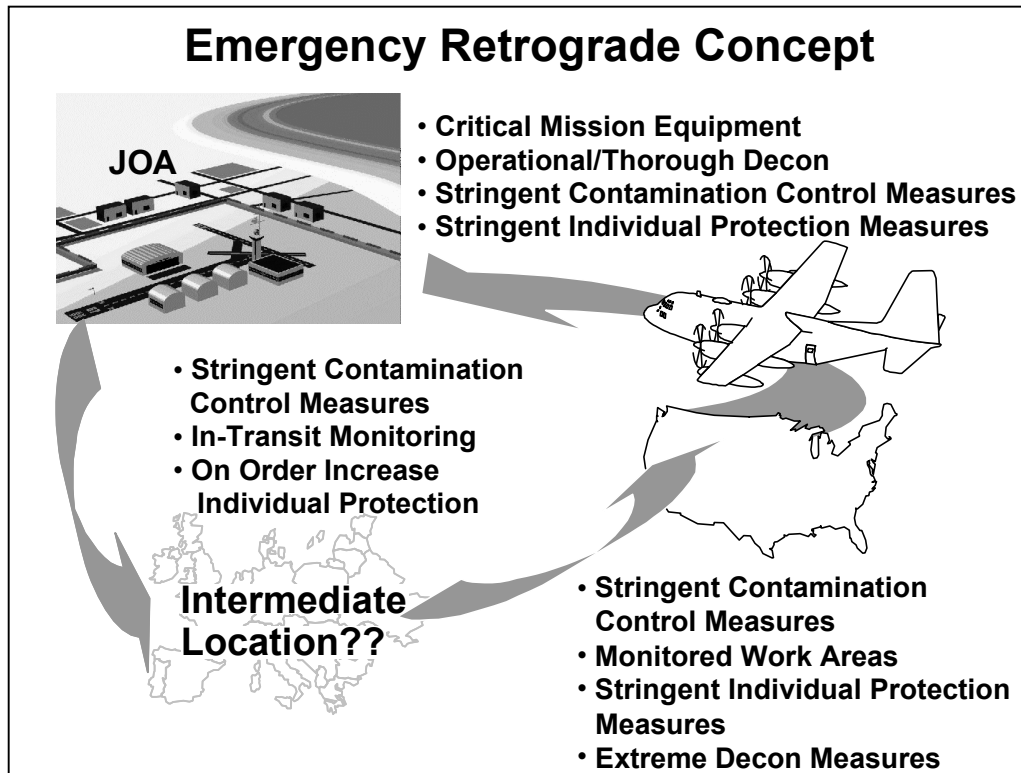 Emergency Retrograde Concept
JOA
• Critical Mission Equipment
• Operational/Thorough Decon
• Stringent Contamination Control Measures
• Stringent Individual Protection Measures
• Stringent Contamination
Control Measures
• In-Transit Monitoring
• On Order Increase
Individual Protection
Intermediate
Location??
• Stringent Contamination
Control Measures
• Monitored Work Areas
• Stringent Individual Protection
Measures
• Extreme Decon Measures